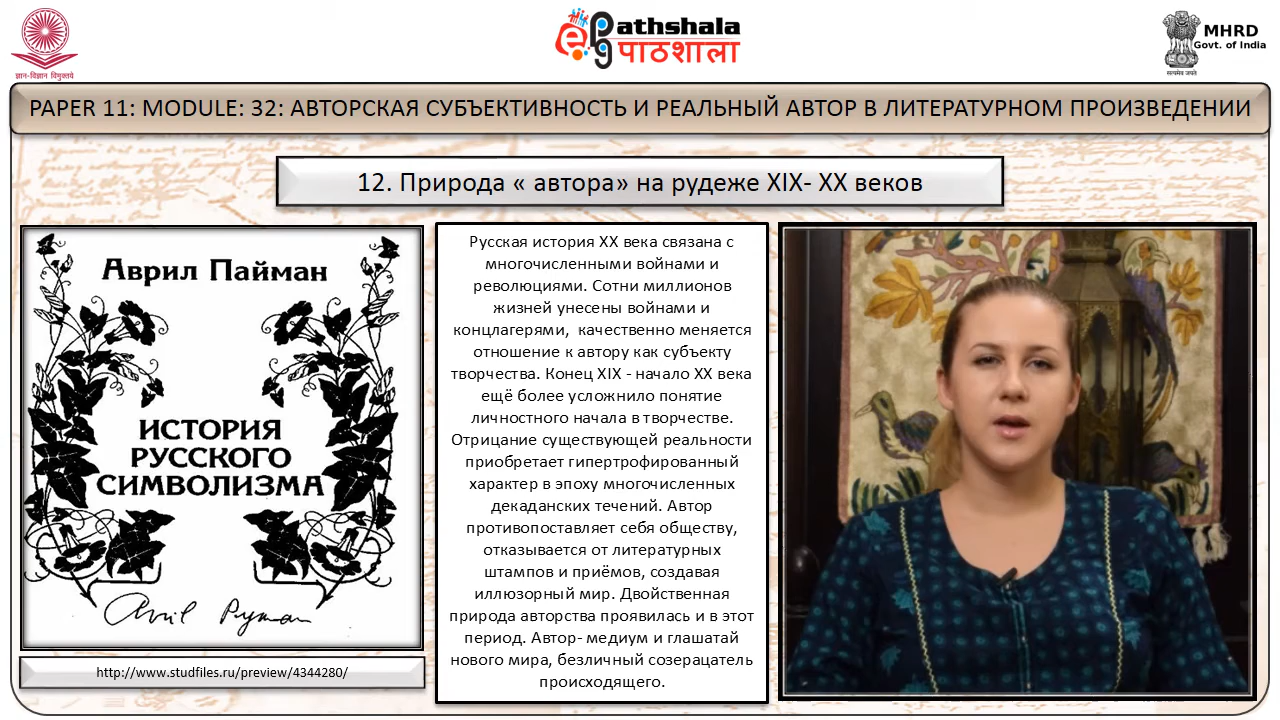 ज्ञान-विज्ञान विमुक्तये
ePathshala
पाठशाला
MHRD
Govt. of India
सत्यमेव जयते
PAPER 11: MODULE: 32: АВТОРСКАЯ СУБЪЕКТИВНОСТЬ И РЕАЛЬНЫЙ АВТОР В ЛИТЕРАТУРНОМ ПРОИЗВЕДЕНИИ
12. Природа « автора» на рудеже XIX- XX веков
Аврил Пайман
ИСТОРИЯ
РУССКОГО
СИМВОЛИЗМА
Avril Pyman
http://www.studfiles.ru/preview/4344280/
Русская история XX века связана с
многочисленными войнами и
революциями. Сотни миллионов
жизней унесены войнами и
концлагерями, качественно меняется
отношение к автору как субъекту
творчества. Конец XIX - начало XX века
ещё более усложнило понятие
личностного начала в творчестве.
Отрицание существующей реальности
приобретает гипертрофированный
характер в эпоху многочисленных
декаданских течений. Автор
противопоставляет себя обществу,
отказывается от литературных
штампов и приёмов, создавая
иллюзорный мир. Двойственная
природа авторства проявилась и в этот
период. Автор- медиум и глашатай
нового мира, безличный созерацатель
происходящего.